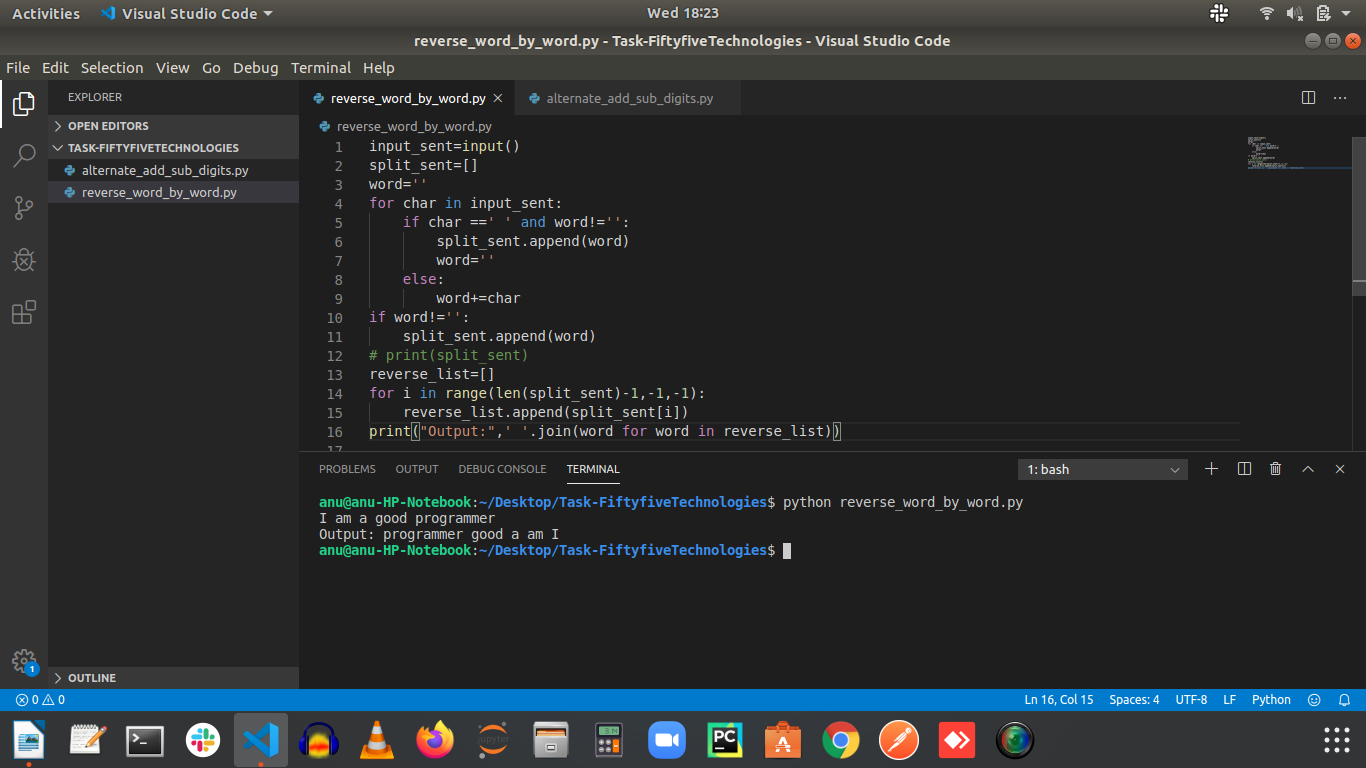 Activities Visual Studio Code Wed 18:23
reverse_word_by_word.py - Task-FiftyfiveTechnologies - Visual Studio Code
File Edit Selection View Go Debug Terminal Help
EXPLORER
OPEN EDITORS
TASK-FIFTYFIVETECHNOLOGIES
alternate_add_sub_digits.py
reverse_word_by_word.py
OUTLINE
reverse_word_by_word.py alternate_add_sub_digits.py
reverse_word_by_word.py
1 input_sent=input()
2 split_sent=[]
3 word=''
4 for char in input_sent:
5 if char ==' ' and word!='':
6 split_sent.append(word)
7 word=''
8 else:
9 word+=char
10 if word!='':
11 split_sent.append(word)
12 # print(split_sent)
13 reverse_list=[]
14 for i in range(len(split_sent)-1,-1,-1):
15 reverse_list.append(split_sent[i])
16 print("Output:",' '.join(word for word in reverse_list))
17
PROBLEMS OUTPUT DEBUG CONSOLE TERMINAL 1: bash
anu@anu-HP-Notebook:~/Desktop/Task-FiftyfiveTechnologies$ python reverse_word_by_word.py
I am a good programmer
Output: programmer good a am I
anu@anu-HP-Notebook:~/Desktop/Task-FiftyfiveTechnologies$
1
0 0 Ln 16, Col 15 Spaces: 4 UTF-8 LF Python
jupyter PC